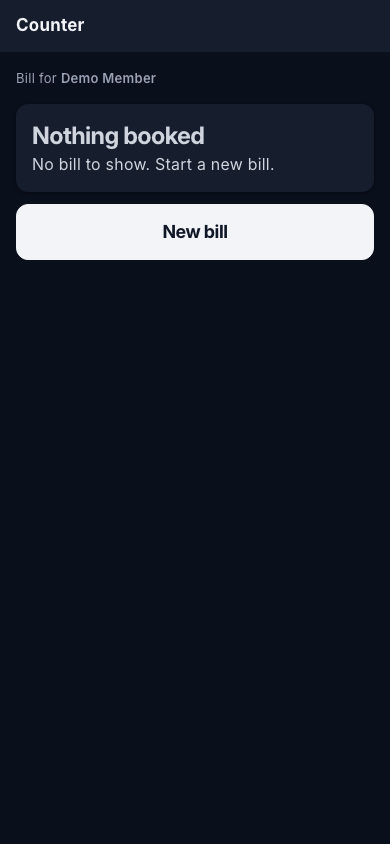 Counter
Bill for Demo Member
Nothing booked
No bill to show. Start a new bill.
New bill